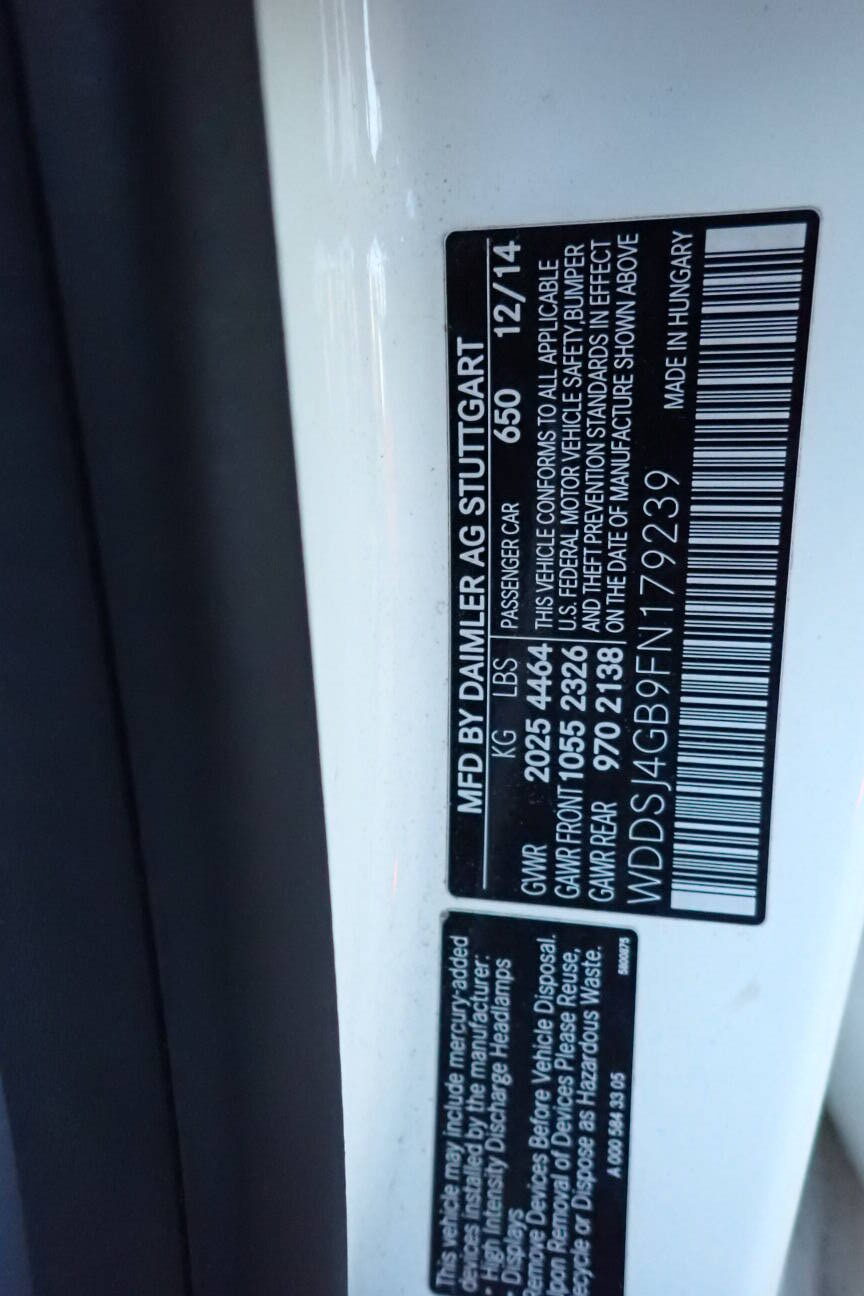 MFD BY DAIMLER AG STUTTGART
KG LBS PASSENGER CAR 650 12/14
GVWR 2025 4464 THIS VEHICLE CONFORMS TO ALL APPLICABLE
GAWR FRONT 1055 2326 U.S. FEDERAL MOTOR VEHICLE SAFETY, BUMPER
GAWR REAR 970 2138 AND THEFT PREVENTION STANDARDS IN EFFECT
ON THE DATE OF MANUFACTURE SHOWN ABOVE
WDDSJ4GB9FN179239 MADE IN HUNGARY
This vehicle may include mercury-added
devices installed by the manufacturer:
• High Intensity Discharge Headlamps
• Displays
Remove Devices Before Vehicle Disposal.
Upon Removal of Devices Please Reuse,
ecycle or Dispose as Hazardous Waste.
A 000 584 33 05